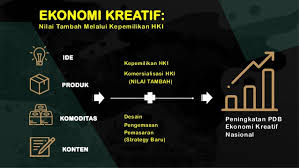 EKONOMI KREATIF:
Nilai Tambah Melalui Kepemilikan HKI
IDE
PRODUK
KOMODITAS
KONTEN
Kepemilikan HKI
Komersialisasi HKI
(NILAI TAMBAH)
Desain
Pengemasan
Pemasaran
(Strategy Baru)
Peningkatan PDB
Ekonomi Kreatif
Nasional